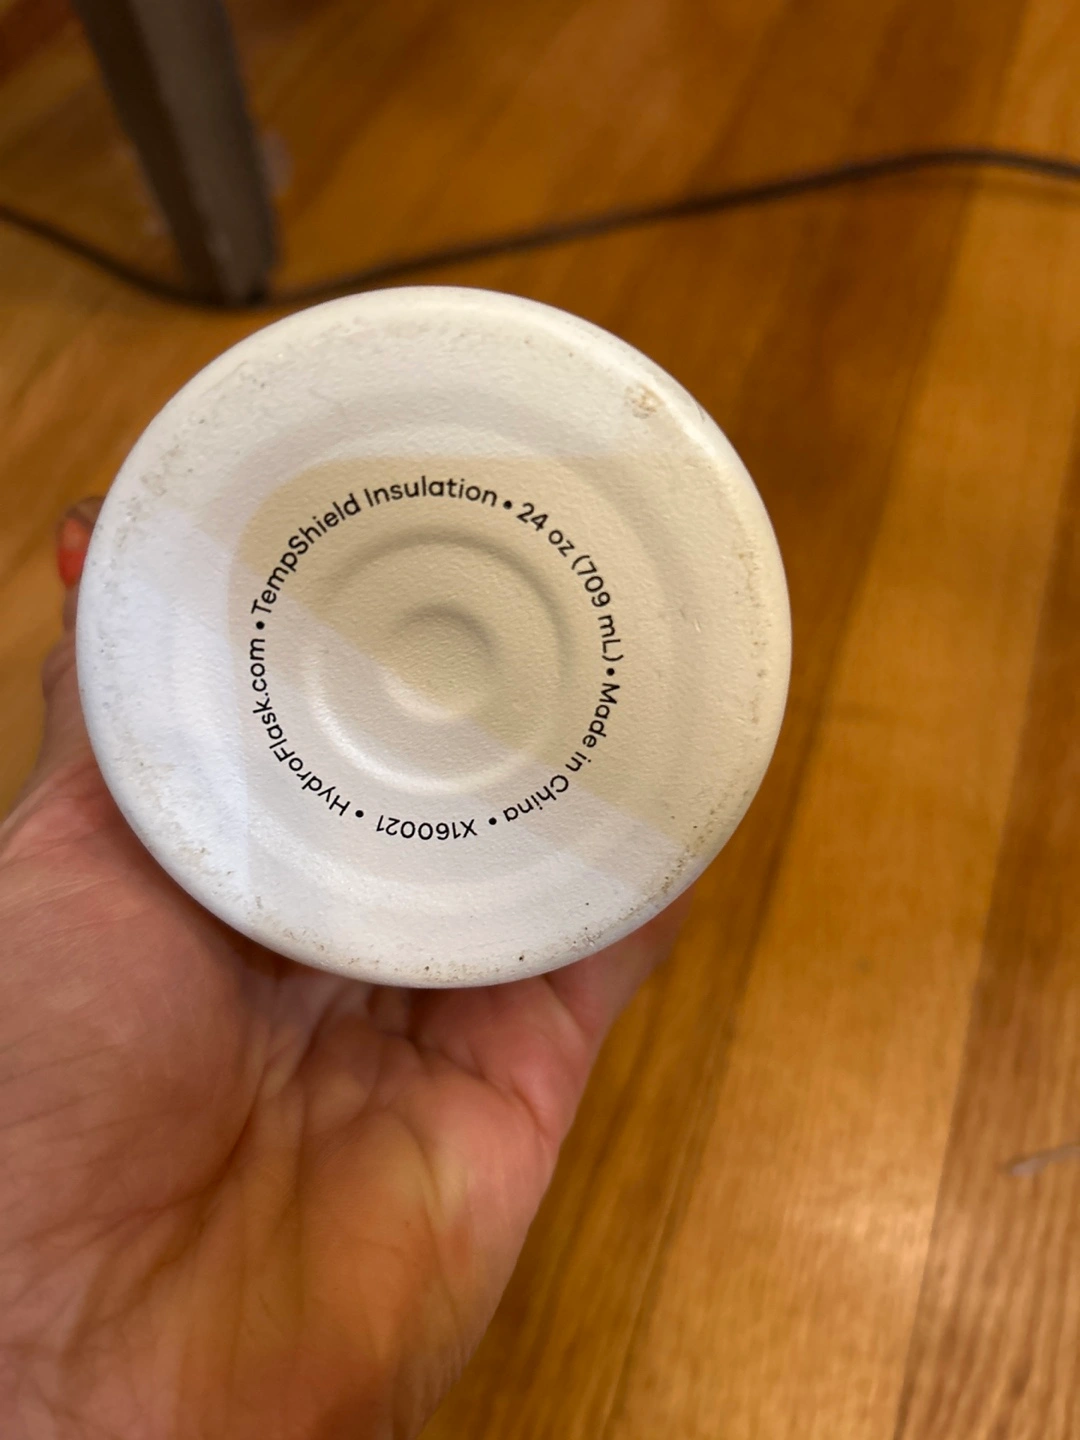 HydroFlask.com • TempShield Insulation • 24 oz (709 mL) • Made in China • X160021 •